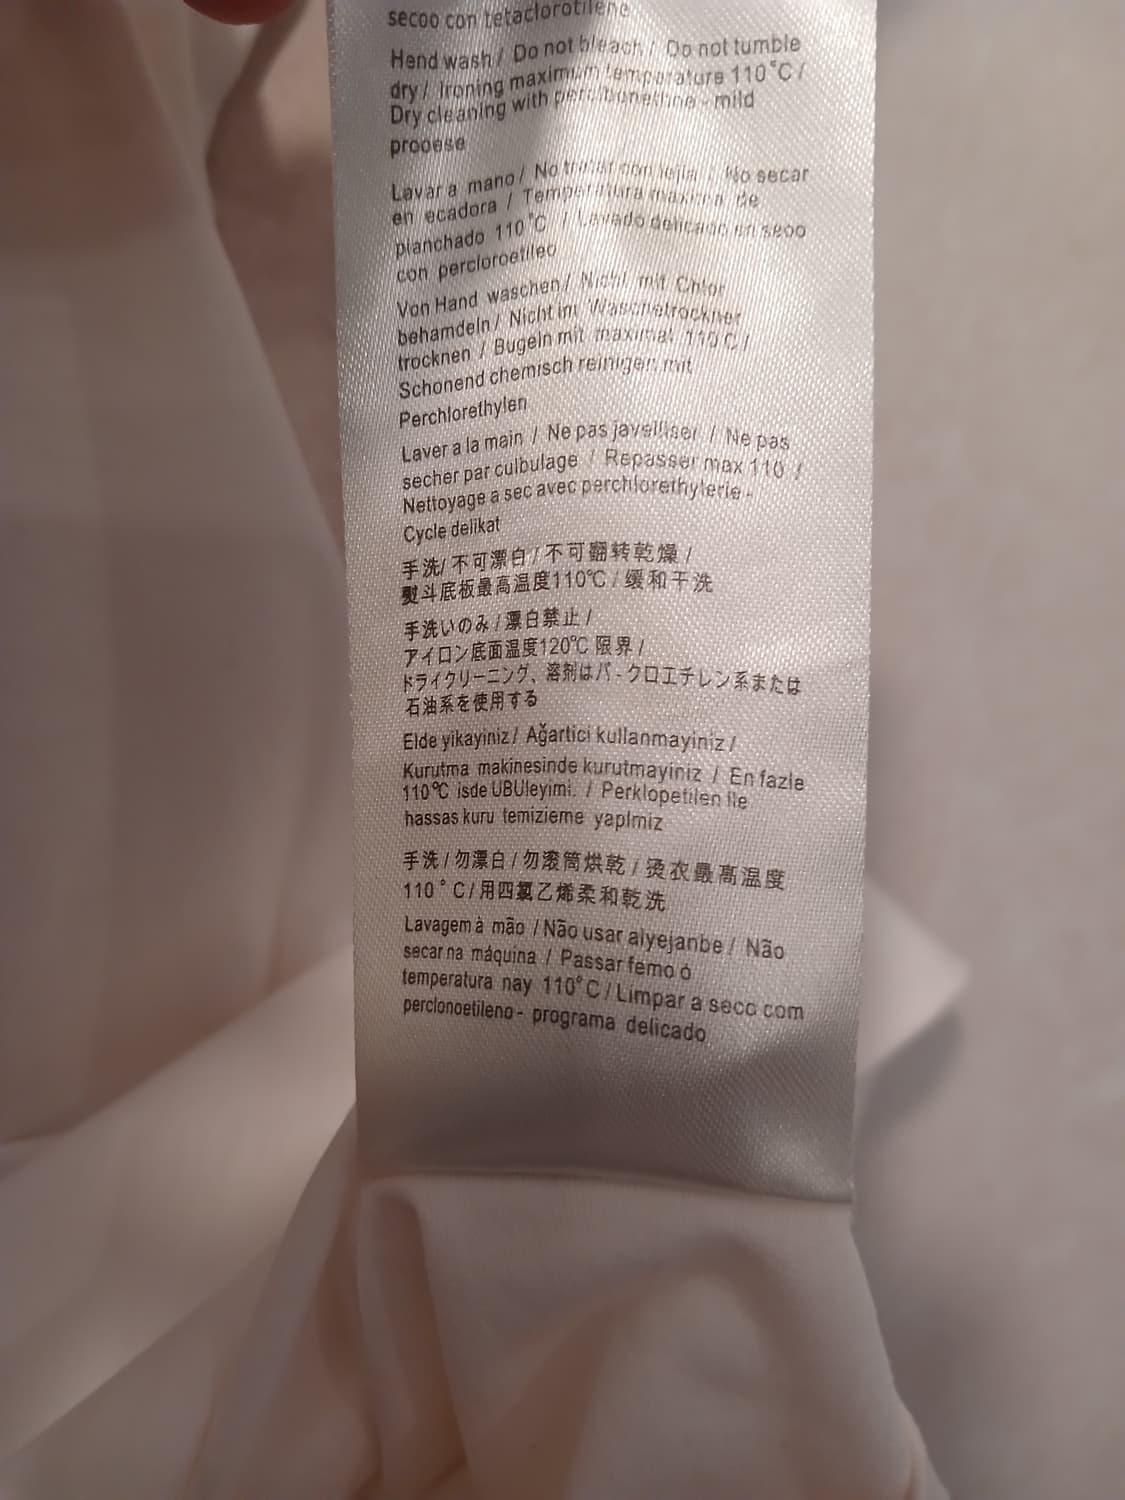 secoo con tetaclorotilene
Hend wash / Do not bleach / Do not tumble
dry / Ironing maximum temperature 110°C /
Dry cleaning with - mild
prooese
Lavar a mano / No tratar con lejia / No secar
en ecadora / Temperatura maxima de
planchado 110°C / Lavado delicado en seoo
con percloroetileo
Von Hand waschen / Nicht mit Chlor
behamdeln / Nicht im Waschetrockner
trocknen / Bugeln mit maximal 110 C /
Schonend chemisch reinigen mit
Perchlorethylen
Laver a la main / Ne pas javelliser / Ne pas
secher par culbulage / Repasser max 110 /
Nettoyage a sec avec perchlorethylerie -
Cycle delikat
手洗/不可漂白/不可翻转乾燥/
熨斗底板最高温度110℃/缓和干洗
手洗いのみ/漂白禁止/
アイロン底面温度120℃限界/
ドライクリーニング、溶剤はパ-クロエチレン系または
石油系を使用する
Elde yikayiniz / Ağartici kullanmayiniz /
Kurutma makinesinde kurutmayiniz / En fazle
110℃ isde UBUleyimi. / Perklopetilen ile
hassas kuru temizieme yaplmiz
手洗/勿漂白/勿滚筒烘乾/烫衣最高温度
110°C/用四氯乙烯柔和乾洗
Lavagem à mão / Não usar alyejanbe / Não
secar na máquina / Passar femo ó
temperatura nay 110°C / Limpar a seco com
perclonoetileno - programa delicado